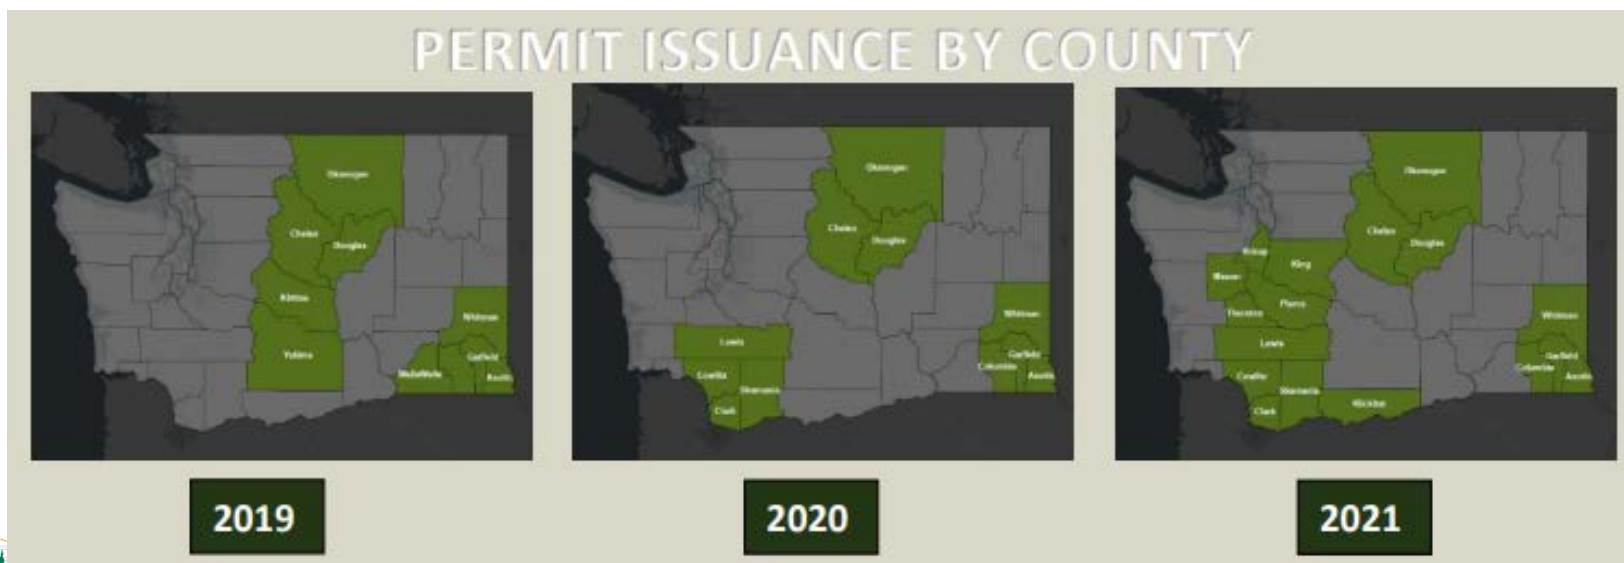 PERMIT ISSUANCE BY COUNTY
Okanogan
Chelan
Douglas
Kittitas
Yakima
Whitman
Garfield
WallaWalla
Asotin
Okanogan
Chelan
Douglas
Lewis
Cowlitz
Skamania
Clark
Whitman
Garfield
Columbia
Asotin
Okanogan
Chelan
Douglas
Kitsap
King
Mason
Pierce
Thurston
Lewis
Cowlitz
Skamania
Clark
Klickitat
Whitman
Garfield
Columbia
Asotin
2019
2020
2021